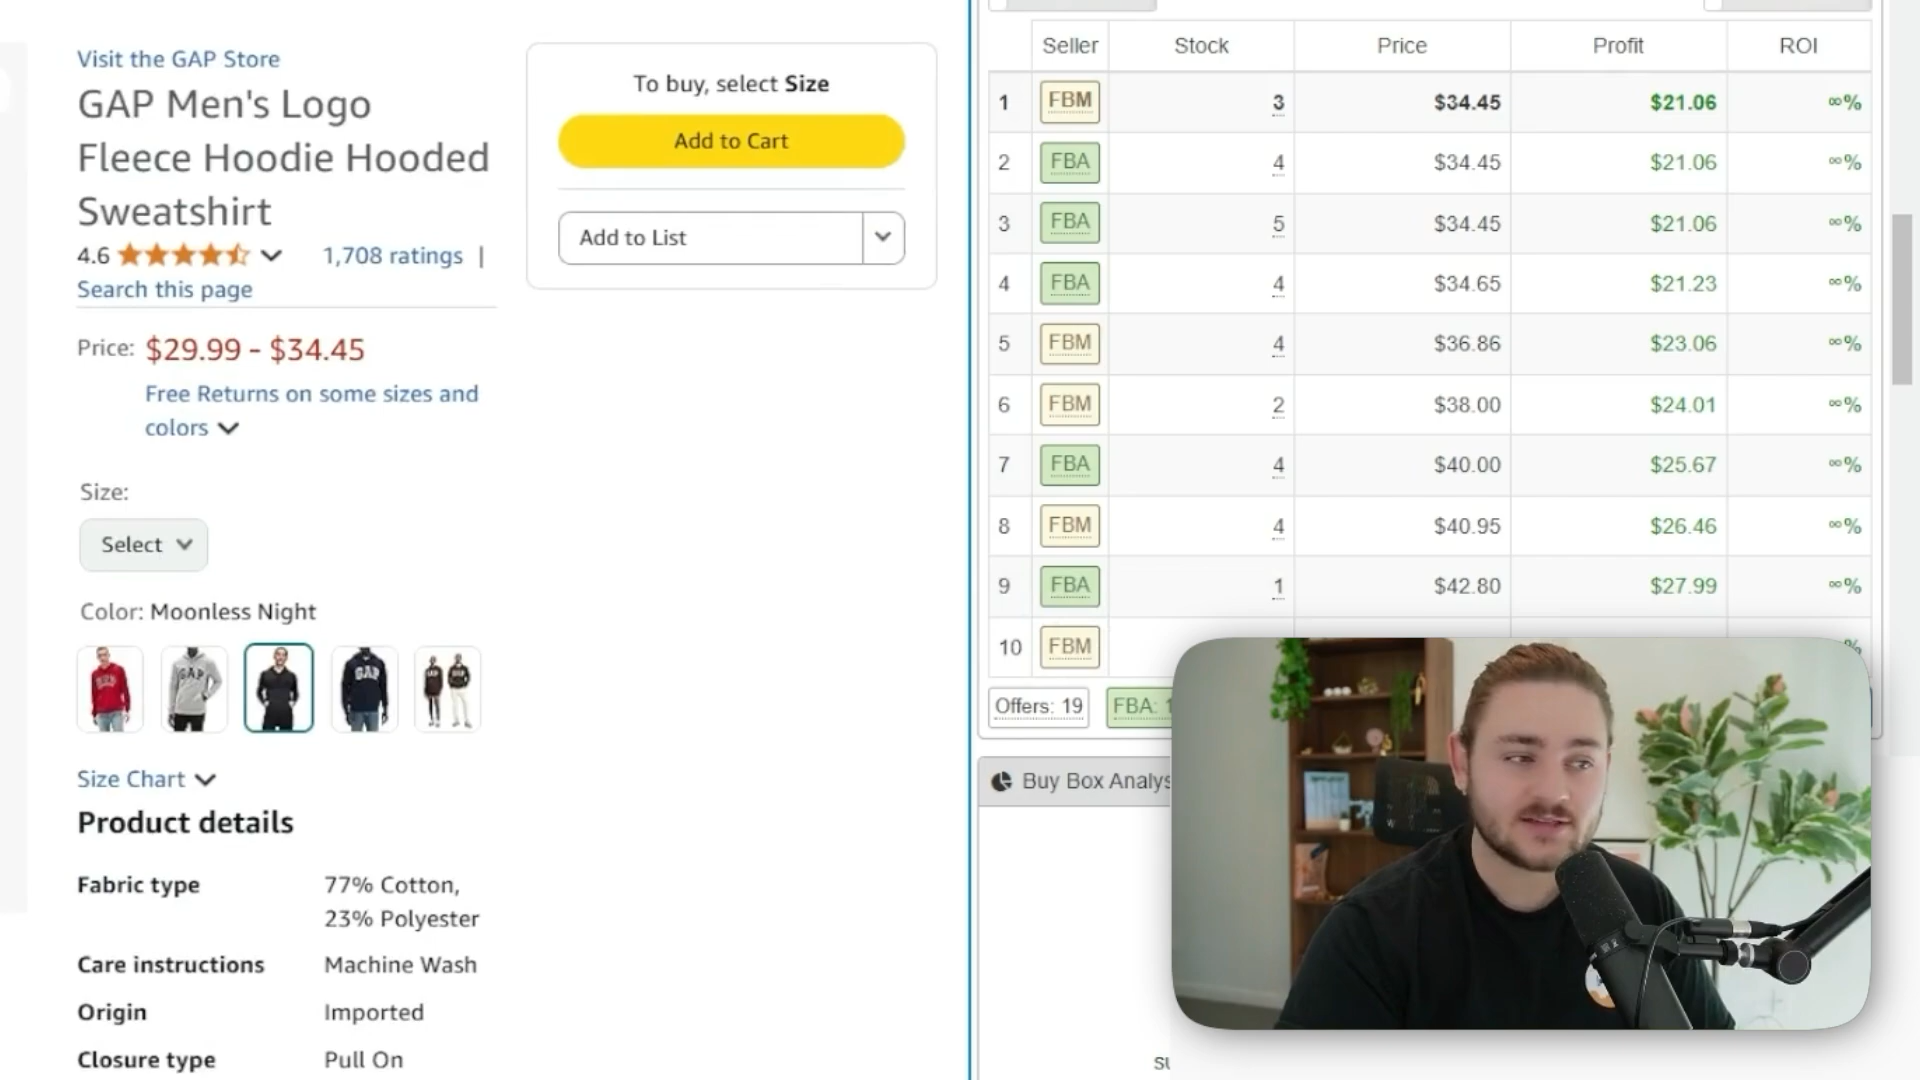 Visit the GAP Store
GAP Men's Logo
Fleece Hoodie Hooded
Sweatshirt
4.6 1,708 ratings |
Search this page
Price: $29.99 - $34.45
Free Returns on some sizes and
colors
Size:
Select
Color: Moonless Night
Size Chart
Product details
Fabric type 77% Cotton,
23% Polyester
Care instructions Machine Wash
Origin Imported
Closure type Pull On
To buy, select Size
Add to Cart
Add to List
Seller Stock Price Profit ROI
1 FBM 3 $34.45 $21.06 ∞%
2 FBA 4 $34.45 $21.06 ∞%
3 FBA 5 $34.45 $21.06 ∞%
4 FBA 4 $34.65 $21.23 ∞%
5 FBM 4 $36.86 $23.06 ∞%
6 FBM 2 $38.00 $24.01 ∞%
7 FBA 4 $40.00 $25.67 ∞%
8 FBM 4 $40.95 $26.46 ∞%
9 FBA 1 $42.80 $27.99 ∞%
10 FBM
Offers: 19 FBA:
Buy Box Analys